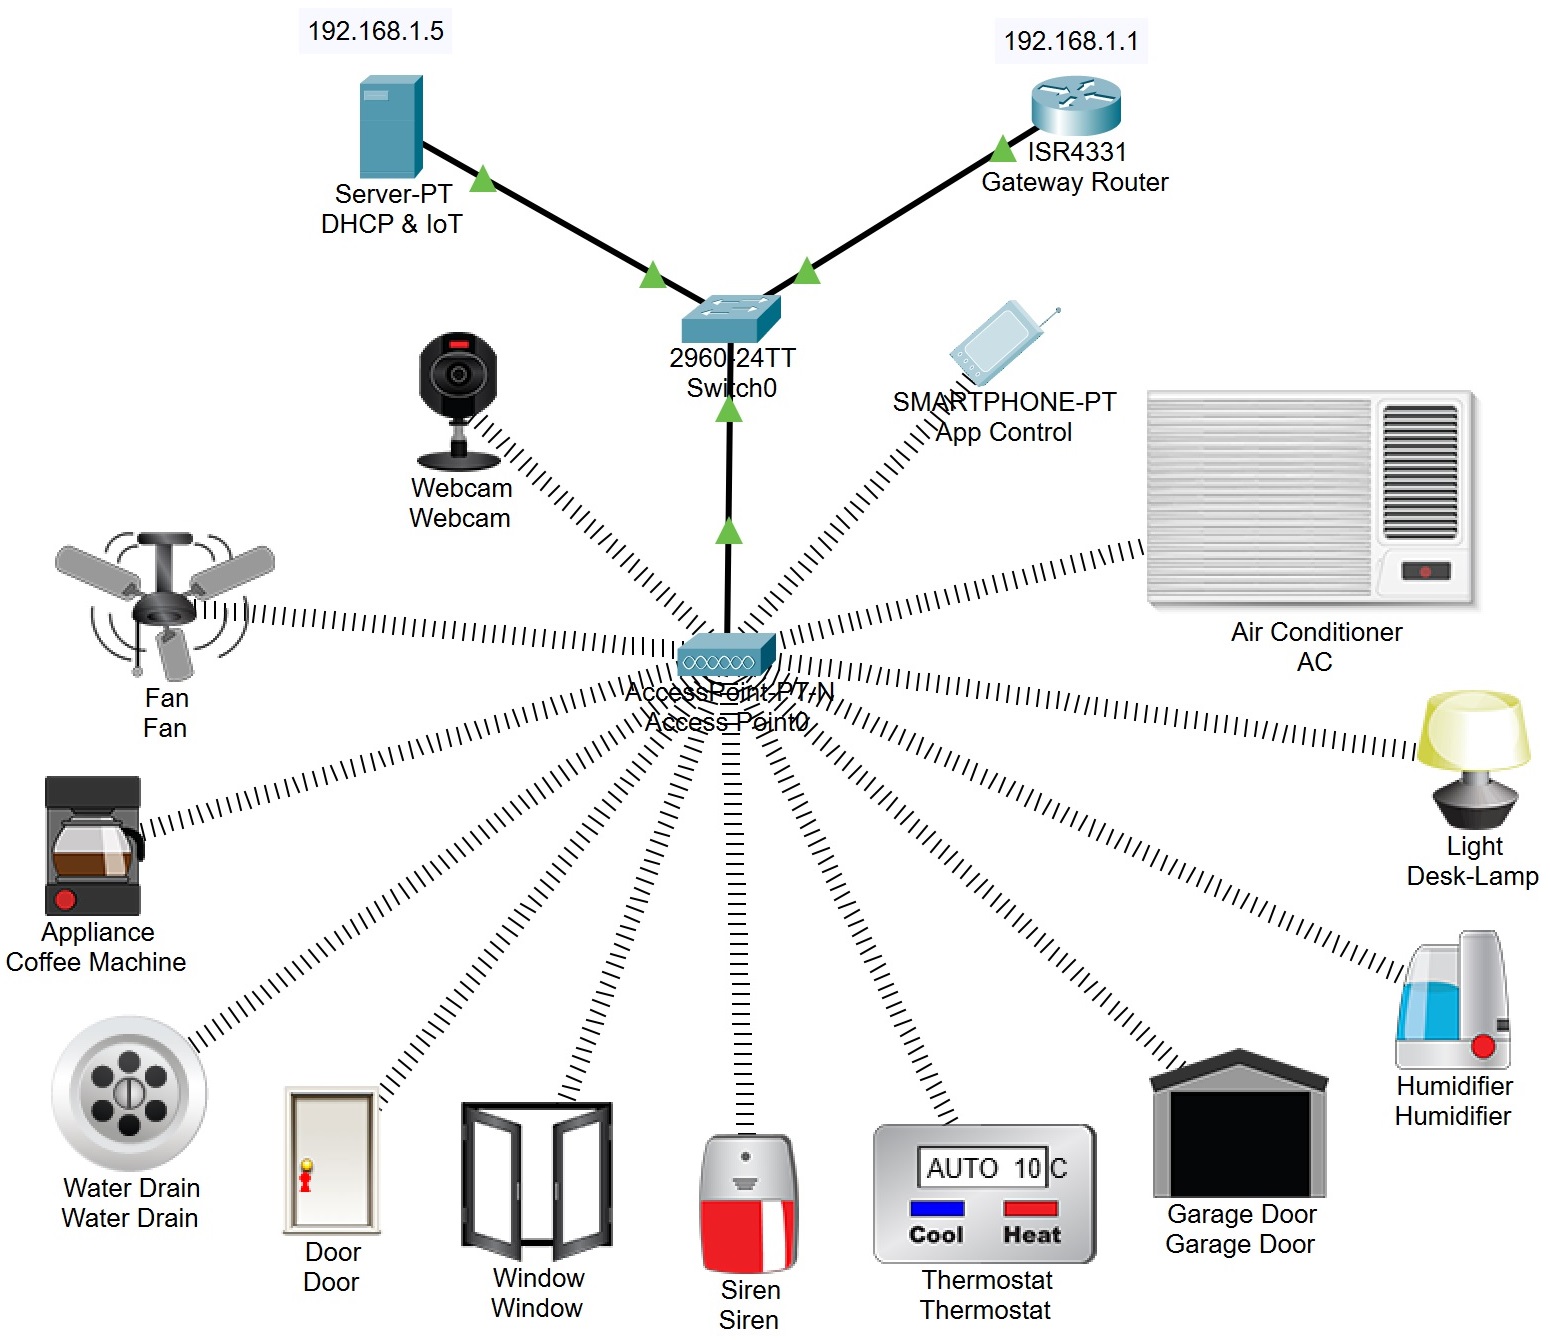 192.168.1.5
192.168.1.1
Server-PT
DHCP & IoT
ISR4331
Gateway Router
2960-24TT
Switch0
SMARTPHONE-PT
App Control
Webcam
Webcam
Air Conditioner
AC
Fan
Fan
AccessPoint-PT-N
Access Point0
Light
Desk-Lamp
Appliance
Coffee Machine
Humidifier
Humidifier
Water Drain
Water Drain
Door
Door
Window
Window
Siren
Siren
AUTO 10 C
Cool Heat
Thermostat
Thermostat
Garage Door
Garage Door